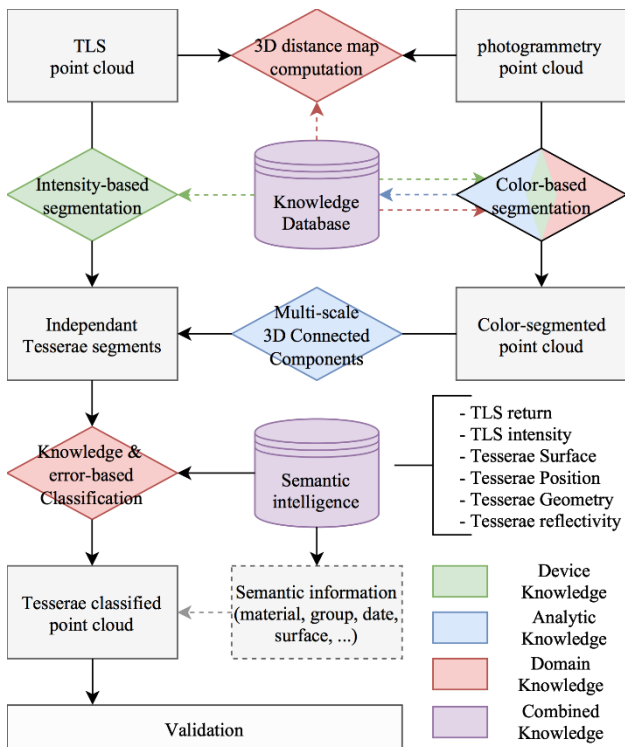 TLS
point cloud
3D distance map
computation
photogrammetry
point cloud
Intensity-based
segmentation
Knowledge
Database
Color-based
segmentation
Independant
Tesserae segments
Multi-scale
3D Connected
Components
Color-segmented
point cloud
Knowledge &
error-based
Classification
Semantic
intelligence
- TLS return
- TLS intensity
- Tesserae Surface
- Tesserae Position
- Tesserae Geometry
- Tesserae reflectivity
Tesserae classified
point cloud
Semantic information
(material, group, date,
surface, ...)
Device
Knowledge
Analytic
Knowledge
Domain
Knowledge
Combined
Knowledge
Validation